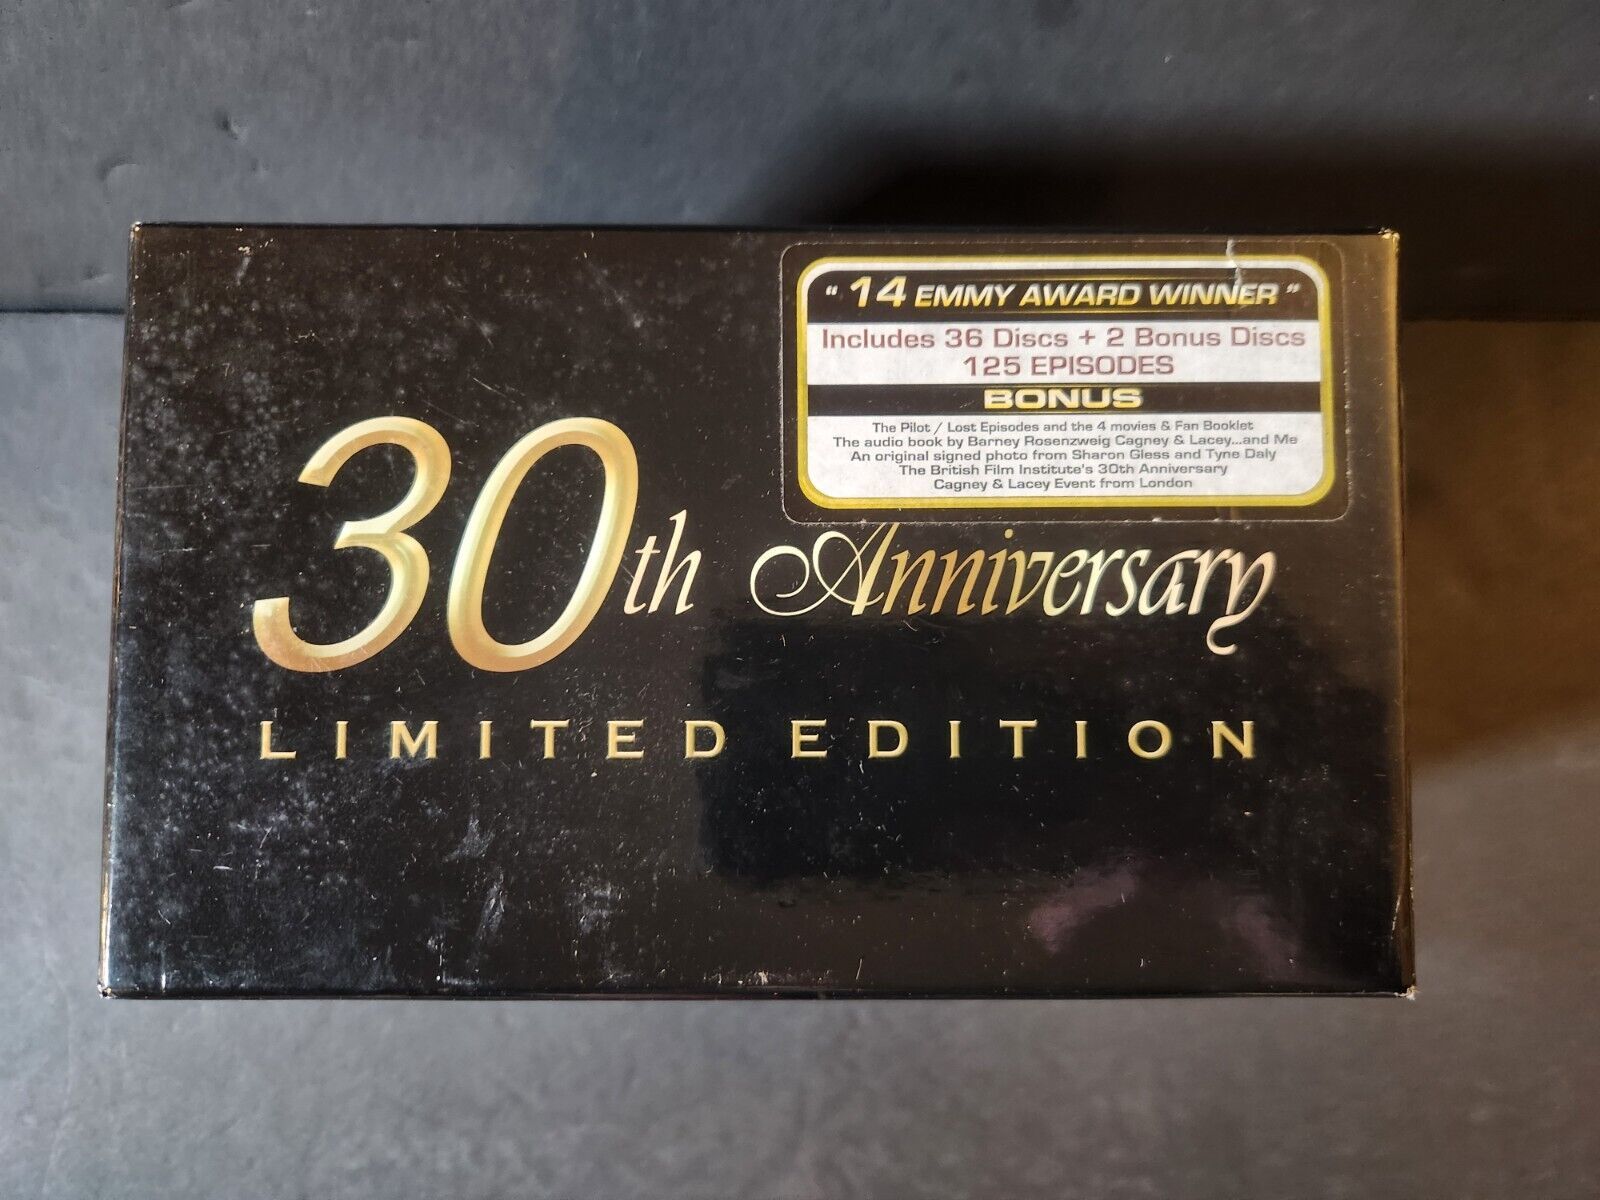 " 14 EMMY AWARD WINNER "
Includes 36 Discs + 2 Bonus Discs
125 EPISODES
BONUS
The Pilot / Lost Episodes and the 4 movies & Fan Booklet
The audio book by Barney Rosenzweig Cagney & Lacey...and Me
An original signed photo from Sharon Gless and Tyne Daly
The British Film Institute's 30th Anniversary
Cagney & Lacey Event from London
30th Anniversary
LIMITED EDITION